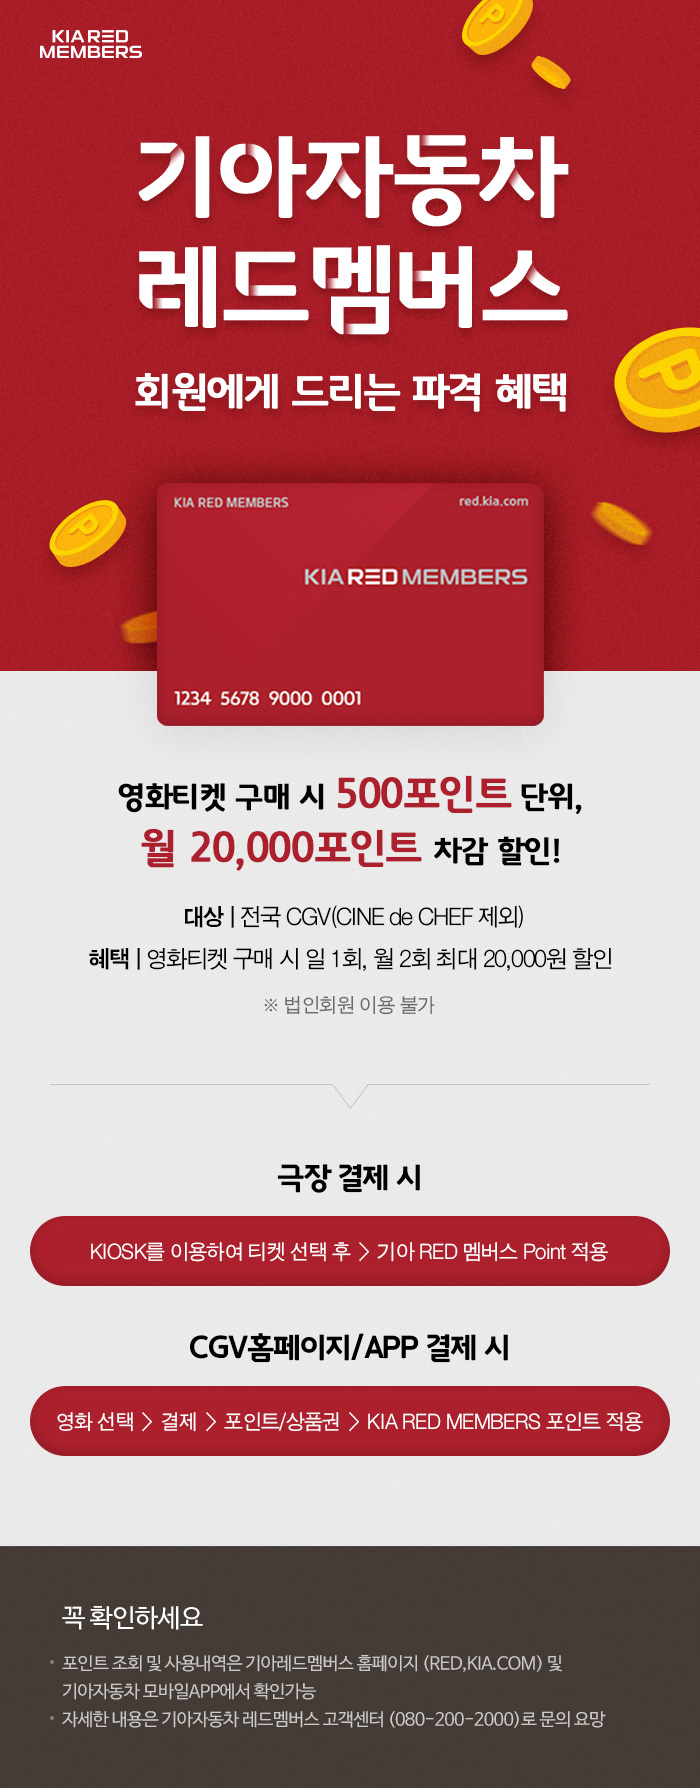 KIA RED
MEMBERS
P
기아자동차
레드멤버스
회원에게 드리는 파격 혜택
P
P
KIA RED MEMBERS
red.kia.com
KIA RED MEMBERS
1234 5678 9000 0001
영화티켓 구매 시 500포인트 단위,
월 20,000포인트 차감 할인!
대상 | 전국 CGV(CINE de CHEF 제외)
혜택 | 영화티켓 구매 시 일 1회, 월 2회 최대 20,000원 할인
※ 법인회원 이용 불가
극장 결제 시
KIOSK를 이용하여 티켓 선택 후 > 기아 RED 멤버스 Point 적용
CGV홈페이지/APP 결제 시
영화 선택 > 결제 > 포인트/상품권 > KIA RED MEMBERS 포인트 적용
꼭 확인하세요
• 포인트 조회 및 사용내역은 기아레드멤버스 홈페이지 (RED,KIA.COM) 및
기아자동차 모바일APP에서 확인가능
• 자세한 내용은 기아자동차 레드멤버스 고객센터 (080-200-2000)로 문의 요망